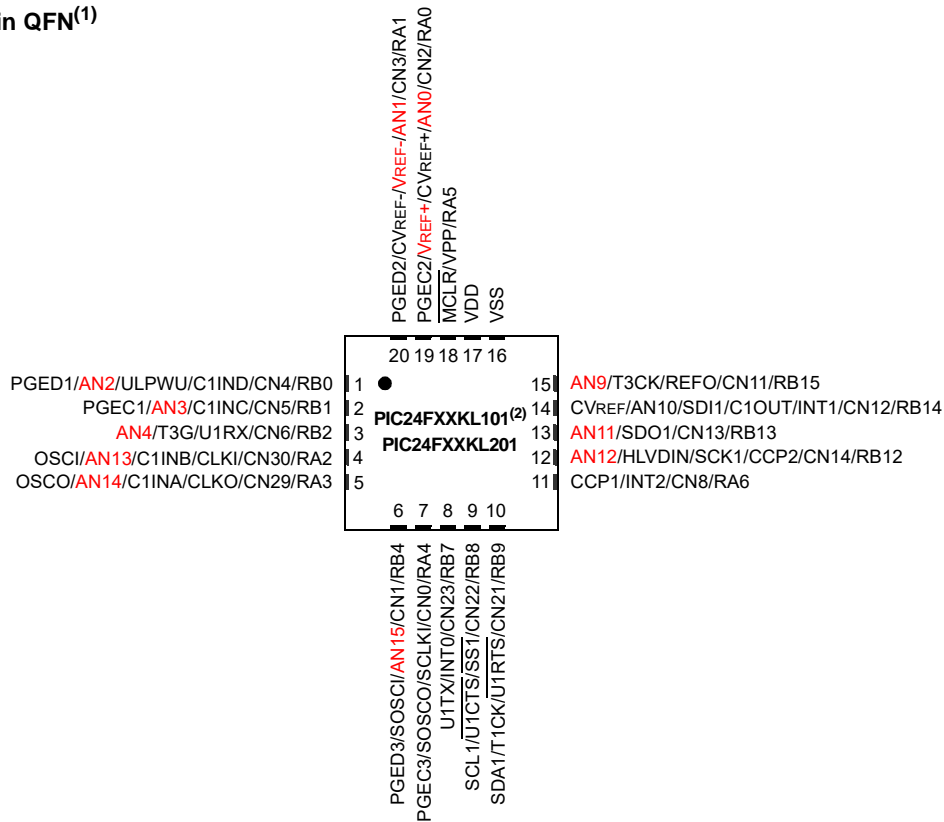 in QFN(1)
PGED2/CVREF-/VREF-/AN1/CN3/RA1
PGEC2/VREF+/CVREF+/AN0/CN2/RA0
MCLR/VPP/RA5
VDD
VSS
20 19 18 17 16
PGED1/AN2/ULPWU/C1IND/CN4/RB0 1
PGEC1/AN3/C1INC/CN5/RB1 2
AN4/T3G/U1RX/CN6/RB2 3
OSCI/AN13/C1INB/CLKI/CN30/RA2 4
OSCO/AN14/C1INA/CLKO/CN29/RA3 5
PIC24FXXKL101(2)
PIC24FXXKL201
15 AN9/T3CK/REFO/CN11/RB15
14 CVREF/AN10/SDI1/C1OUT/INT1/CN12/RB14
13 AN11/SDO1/CN13/RB13
12 AN12/HLVDIN/SCK1/CCP2/CN14/RB12
11 CCP1/INT2/CN8/RA6
6 7 8 9 10
PGED3/SOSCI/AN15/CN1/RB4
PGEC3/SOSCO/SCLKI/CN0/RA4
U1TX/INT0/CN23/RB7
SCL1/U1CTS/SS1/CN22/RB8
SDA1/T1CK/U1RTS/CN21/RB9